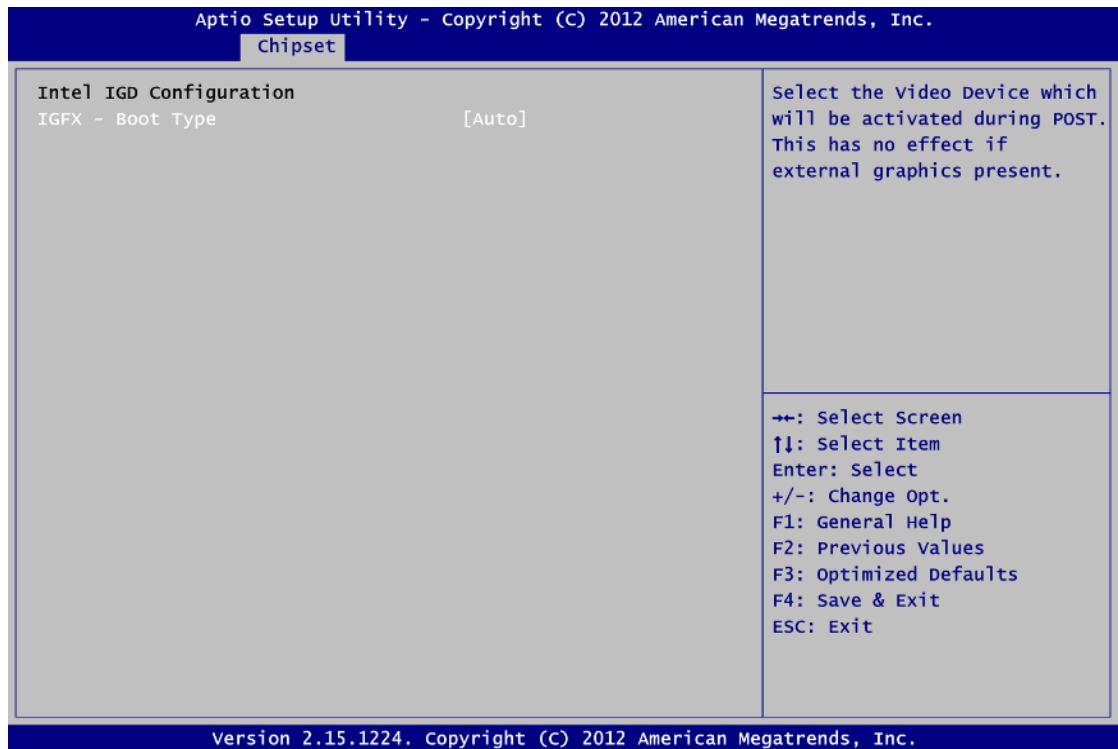 Aptio Setup Utility - Copyright (C) 2012 American Megatrends, Inc.
Chipset
Intel IGD Configuration
IGFX - Boot Type [Auto]
Select the Video Device which
will be activated during POST.
This has no effect if
external graphics present.
→←: Select Screen
↑↓: Select Item
Enter: Select
+/-: Change Opt.
F1: General Help
F2: Previous Values
F3: Optimized Defaults
F4: Save & Exit
ESC: Exit
Version 2.15.1224. Copyright (C) 2012 American Megatrends, Inc.